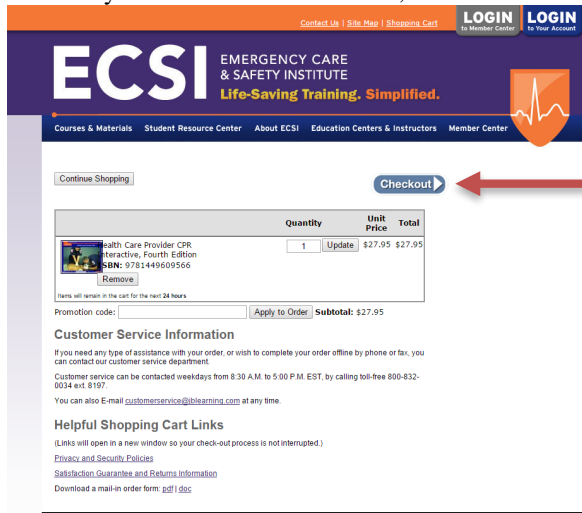 Contact Us | Site Map | Shopping Cart
LOGIN
to Member Center
LOGIN
to Your Account
ECSI
EMERGENCY CARE
& SAFETY INSTITUTE
Life-Saving Training. Simplified.
Courses & Materials Student Resource Center About ECSI Education Centers & Instructors Member Center
Continue Shopping
Checkout
Quantity Unit Price Total
Health Care Provider CPR
Interactive, Fourth Edition
ISBN: 9781449609566
1 Update $27.95 $27.95
Remove
Items will remain in the cart for the next 24 hours
Promotion code: Apply to Order Subtotal: $27.95
Customer Service Information
If you need any type of assistance with your order, or wish to complete your order offline by phone or fax, you
can contact our customer service department.
Customer service can be contacted weekdays from 8:30 A.M. to 5:00 P.M. EST, by calling toll-free 800-832-
0034 ext. 8197.
You can also E-mail customerservice@jblearning.com at any time.
Helpful Shopping Cart Links
(Links will open in a new window so your check-out process is not interrupted.)
Privacy and Security Policies
Satisfaction Guarantee and Returns Information
Download a mail-in order form: pdf | doc